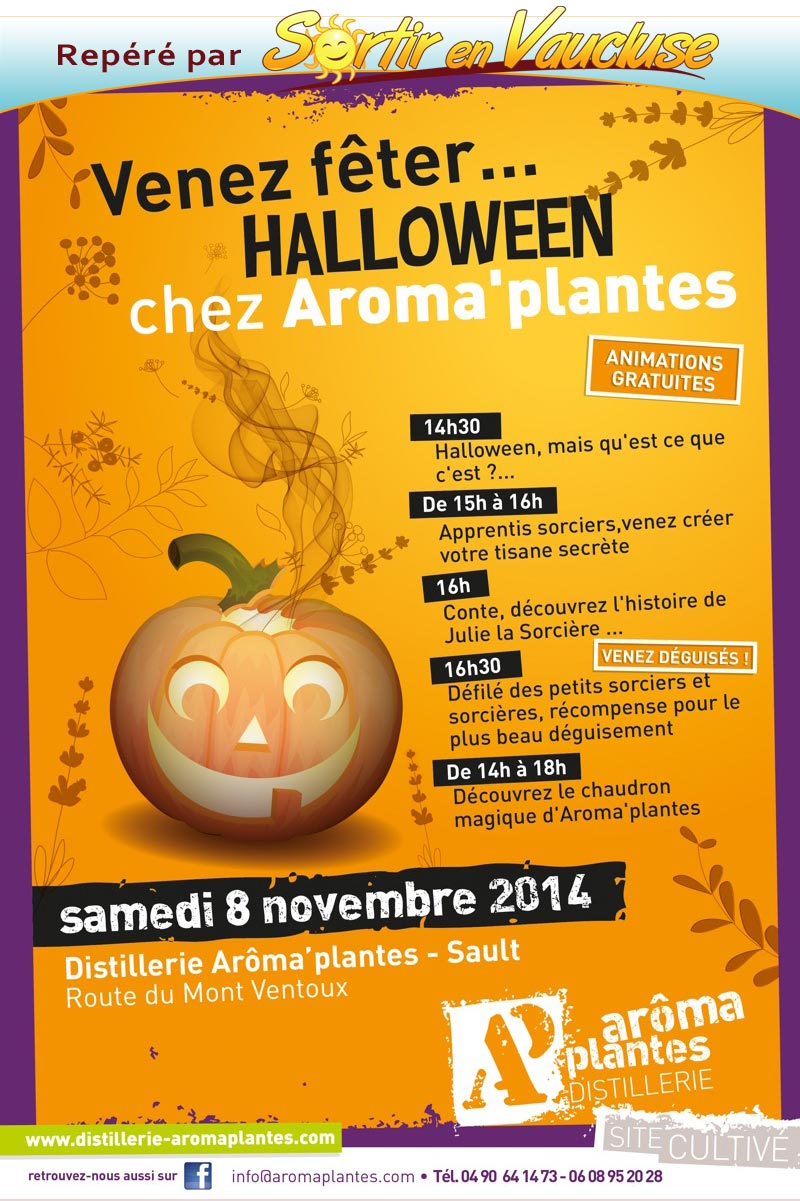 Repéré par Sortir en Vaucluse
Venez fêter...
HALLOWEEN
chez Aroma'plantes
ANIMATIONS
GRATUITES
14h30
Halloween, mais qu'est ce que
c'est ?...
De 15h à 16h
Apprentis sorciers,venez créer
votre tisane secrète
16h
Conte, découvrez l'histoire de
Julie la Sorcière ...
VENEZ DÉGUISÉS !
16h30
Défilé des petits sorciers et
sorcières, récompense pour le
plus beau déguisement
De 14h à 18h
Découvrez le chaudron
magique d'Aroma'plantes
samedi 8 novembre 2014
Distillerie Arôma’plantes - Sault
Route du Mont Ventoux
AP
arôma
plantes
DISTILLERIE
SITE CULTIVÉ
www.distillerie-aromaplantes.com
retrouvez-nous aussi sur f info@aromaplantes.com • Tél. 04 90 64 14 73 - 06 08 95 20 28